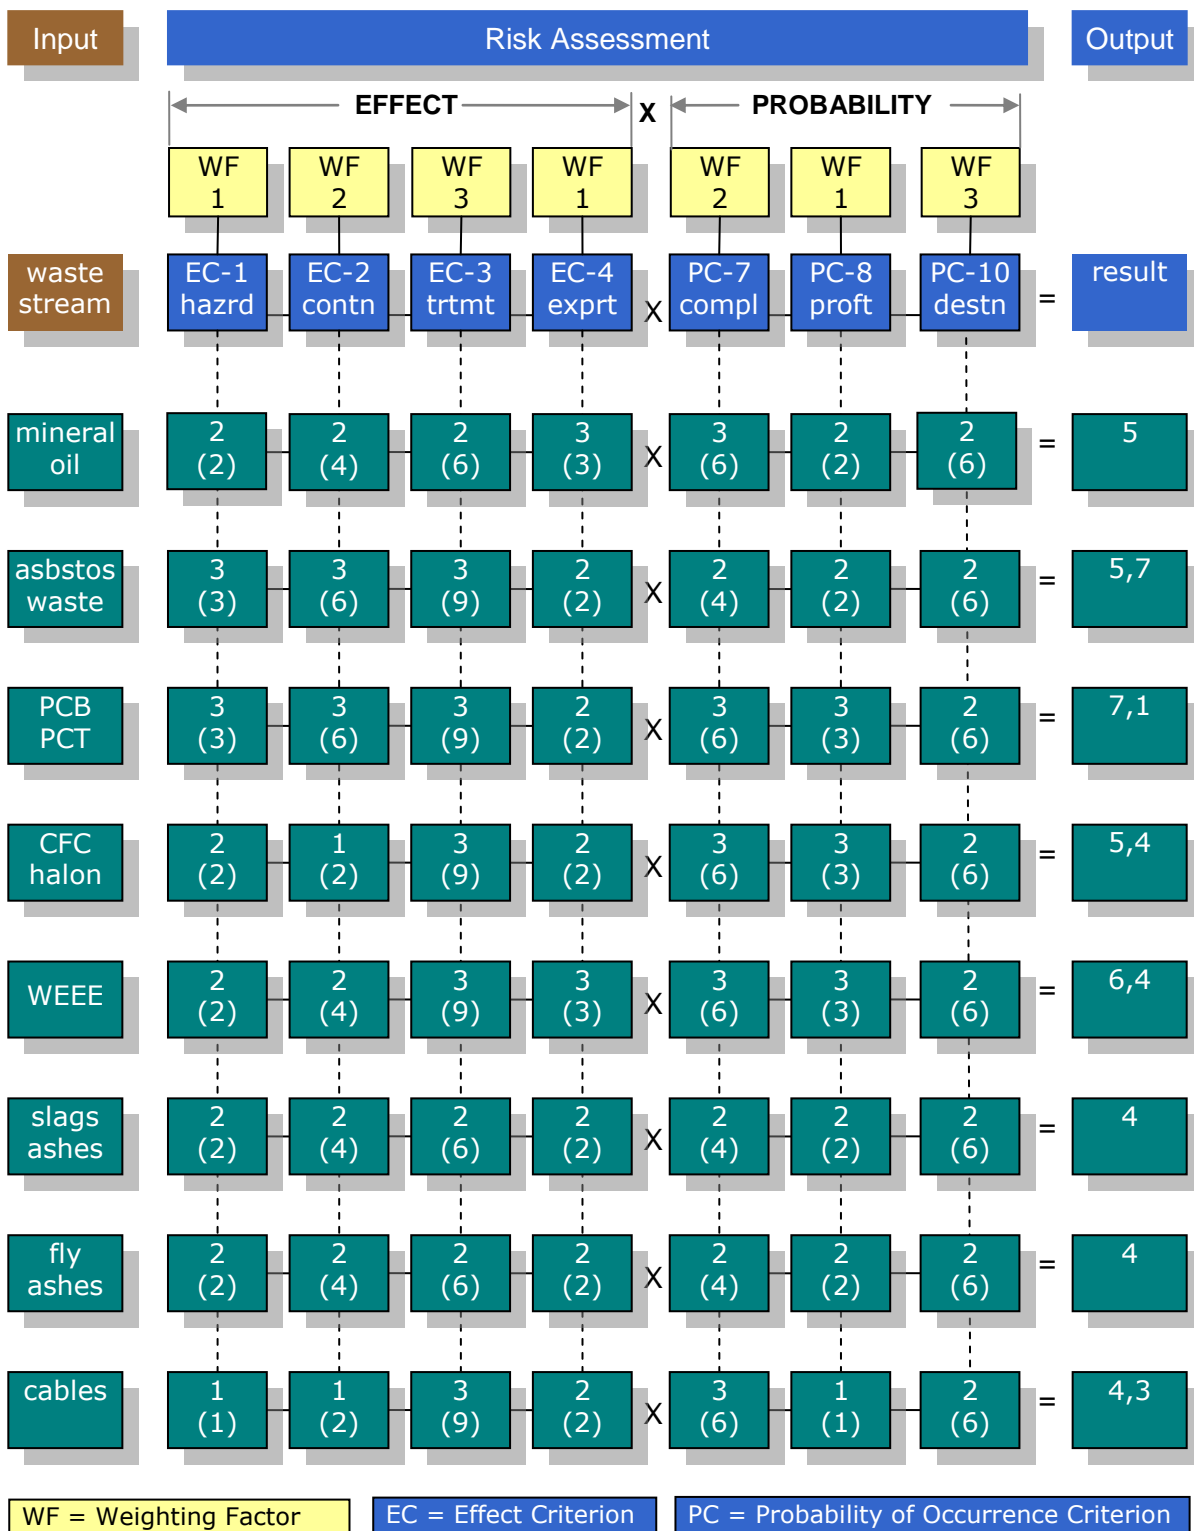 Input
Risk Assessment
Output
EFFECT X PROBABILITY
WF WF WF WF WF WF WF
1 2 3 1 2 1 3
waste EC-1 EC-2 EC-3 EC-4 PC-7 PC-8 PC-10 result
stream hazrd contn trtmt exprt X compl proft destn =
mineral 2 2 2 3 3 2 2 = 5
oil (2) (4) (6) (3) X (6) (2) (6)
asbstos 3 3 3 2 2 2 2 = 5,7
waste (3) (6) (9) (2) X (4) (2) (6)
PCB 3 3 3 2 3 3 2 = 7,1
PCT (3) (6) (9) (2) X (6) (3) (6)
CFC 2 1 3 2 3 3 2 = 5,4
halon (2) (2) (9) (2) X (6) (3) (6)
WEEE 2 2 3 3 3 3 2 = 6,4
(2) (4) (9) (3) X (6) (3) (6)
slags 2 2 2 2 2 2 2 = 4
ashes (2) (4) (6) (2) X (4) (2) (6)
fly 2 2 2 2 2 2 2 = 4
ashes (2) (4) (6) (2) X (4) (2) (6)
cables 1 1 3 2 3 1 2 = 4,3
(1) (2) (9) (2) X (6) (1) (6)
WF = Weighting Factor
EC = Effect Criterion
PC = Probability of Occurrence Criterion